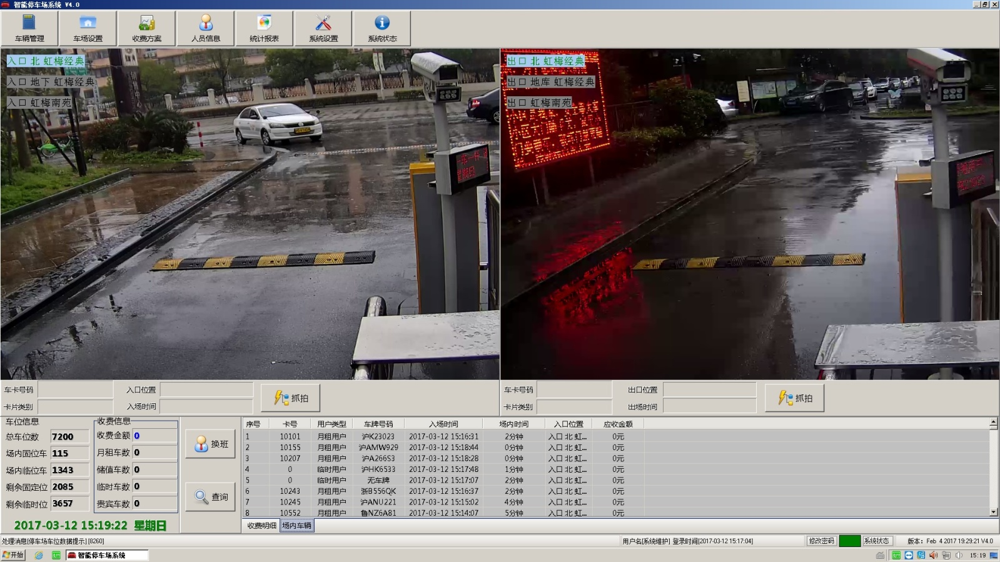 智能停车场系统 V4.0
车辆管理 车场设置 收费方案 人员信息 统计报表 系统设置 系统状态
入口 北 虹梅经典
入口 地下 虹梅经典
入口 虹梅南苑
出口 北 虹梅经典
出口 地库 虹梅经典
出口 虹梅南苑
一车一杆
星期日
车卡号码 入口位置
卡片类别 入场时间
抓拍
车卡号码 出口位置
卡片类别 出场时间
抓拍
车位信息
总车位数 7200
场内固位车 115
场内临位车 1343
剩余固定位 2085
剩余临时位 3657
收费信息
收费金额 0
月租车数 0
储值车数 0
临时车数 0
贵宾车数 0
2017-03-12 15:19:22 星期日
换班
查询
序号 卡号 用户类型 车牌号码 入场时间 场内时间 入口位置 应收金额
1 10101 月租用户 沪K23023 2017-03-12 15:16:31 2分钟 入口 北 虹... 0元
2 10155 月租用户 沪AMW929 2017-03-12 15:18:44 0分钟 入口 北 虹... 0元
3 10207 月租用户 沪A266S3 2017-03-12 15:18:28 0分钟 入口 北 虹... 0元
4 0 临时用户 沪HK6533 2017-03-12 15:17:48 1分钟 入口 北 虹... 0元
5 0 临时用户 无车牌 2017-03-12 15:17:07 2分钟 入口 北 虹... 0元
6 10243 月租用户 浙B556QK 2017-03-12 15:16:37 2分钟 入口 北 虹... 0元
7 10245 月租用户 沪ANU221 2017-03-12 15:15:02 4分钟 入口 北 虹... 0元
8 10552 月租用户 鲁NZ6A81 2017-03-12 15:14:07 5分钟 入口 北 虹... 0元
收费明细 场内车辆
处理消息[停车场车位数据提示] [8260]
用户名[系统维护] 登录时间[2017-03-12 15:17:04]
修改密码 系统状态
版本: Feb 4 2017 19:29:21 V4.0
开始
智能停车场系统
15:19